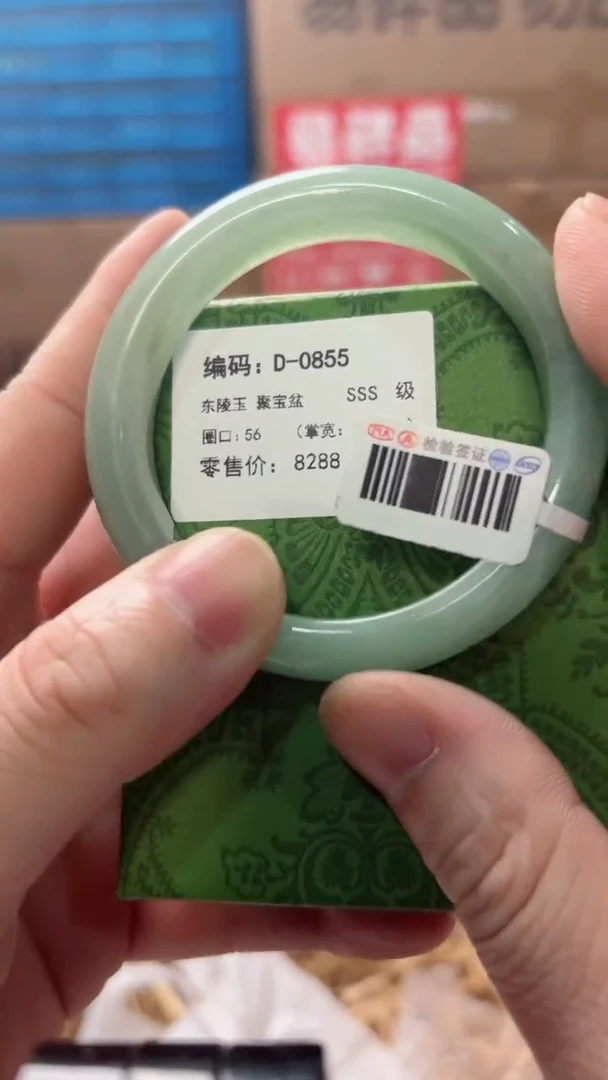 编码：D-0855
东陵玉 聚宝盆 SSS 级
圈口：56 （掌宽：
零售价：8288
检验签证